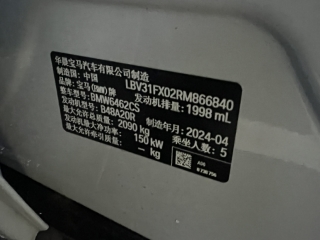 华晨宝马汽车有限公司制造
制造国：中国 LBV31FX02RM866840
品牌：宝马(BMW)牌 发动机排量：1998 mL
整车型号：BMW6462CS
发动机型号：B48A20R 制造年月：2024-04
最大允许总质量：2090 kg 乘坐人数：5
发动机最大净功率：150 kW
最大允许牵引质量：– kg